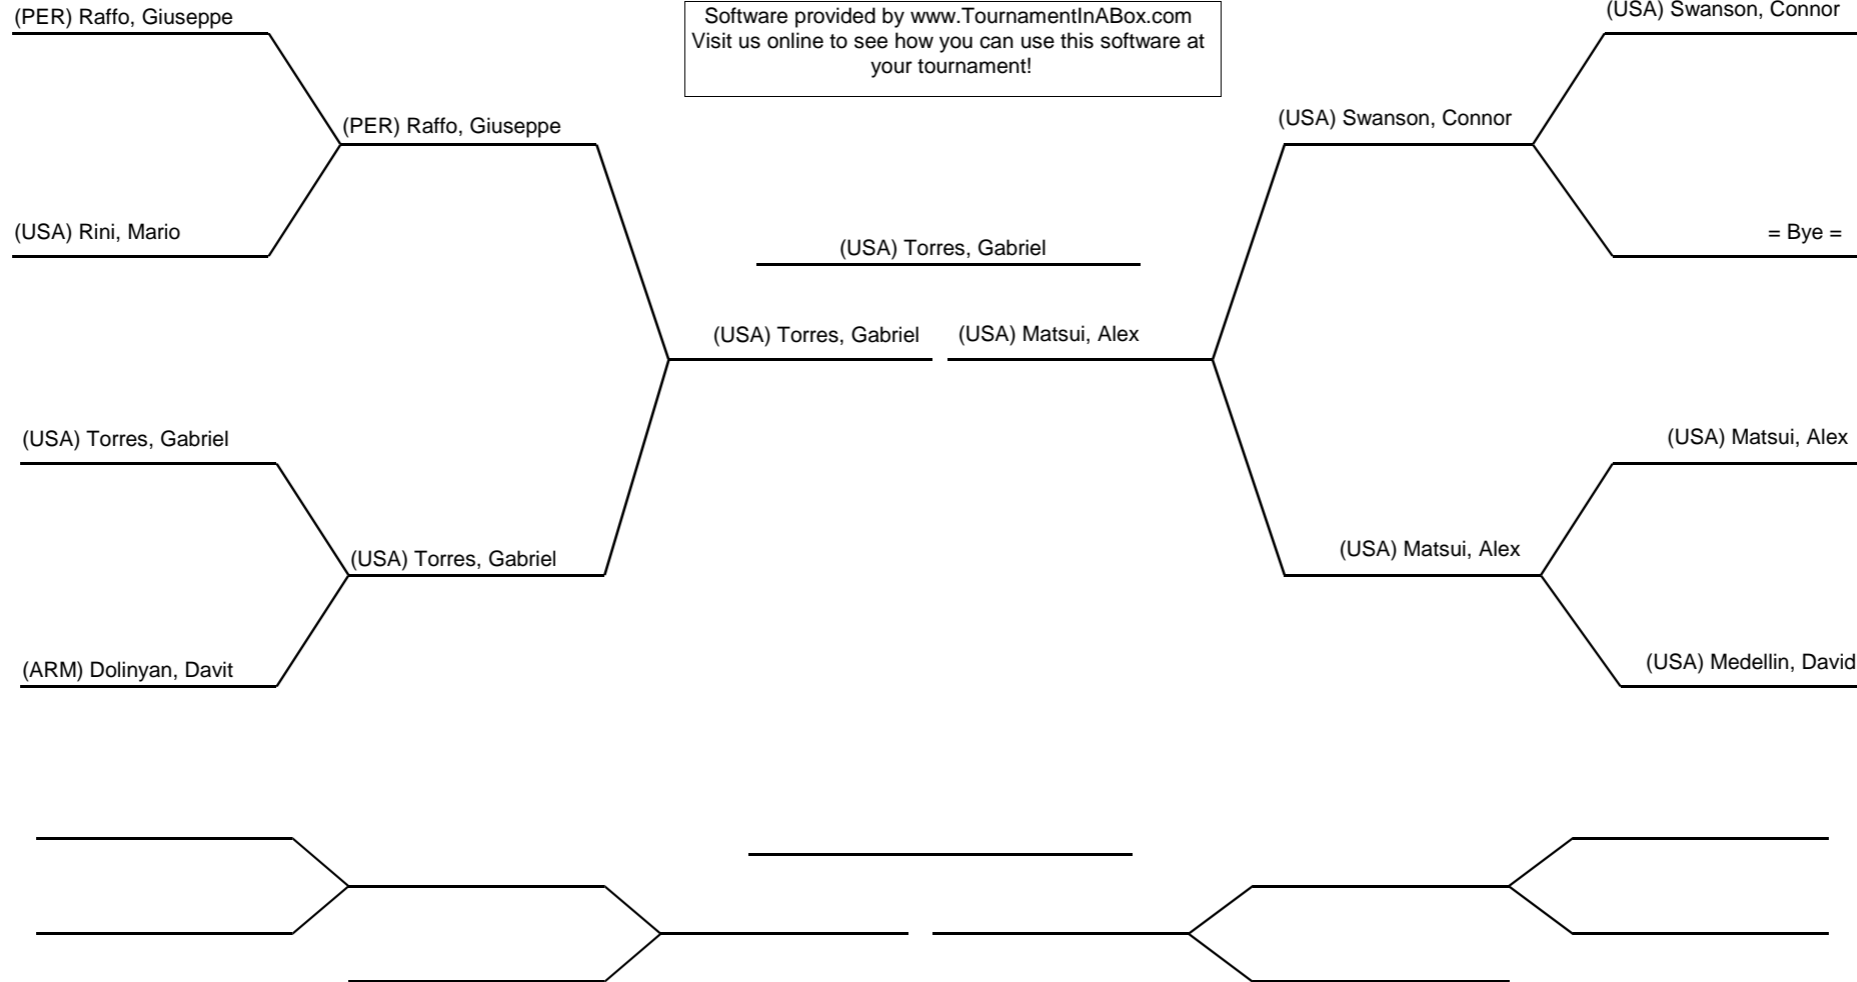 (PER) Raffo, Giuseppe
Software provided by www.TournamentInABox.com
Visit us online to see how you can use this software at
your tournament!
(USA) Swanson, Connor
(PER) Raffo, Giuseppe
(USA) Swanson, Connor
(USA) Rini, Mario
(USA) Torres, Gabriel
= Bye =
(USA) Torres, Gabriel
(USA) Matsui, Alex
(USA) Torres, Gabriel
(USA) Matsui, Alex
(USA) Torres, Gabriel
(USA) Matsui, Alex
(ARM) Dolinyan, Davit
(USA) Medellin, David